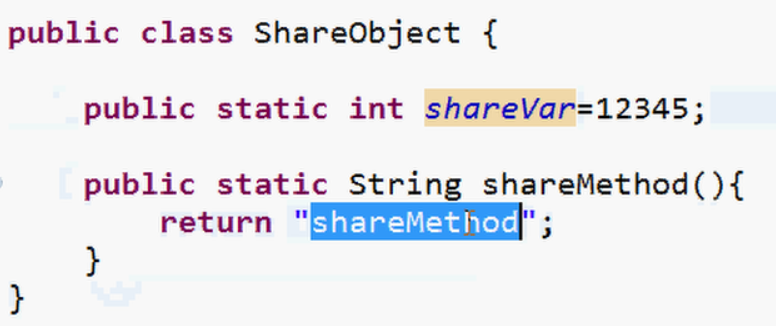 public class ShareObject {
public static int shareVar=12345;
public static String shareMethod(){
return "shareMethod";
}
}